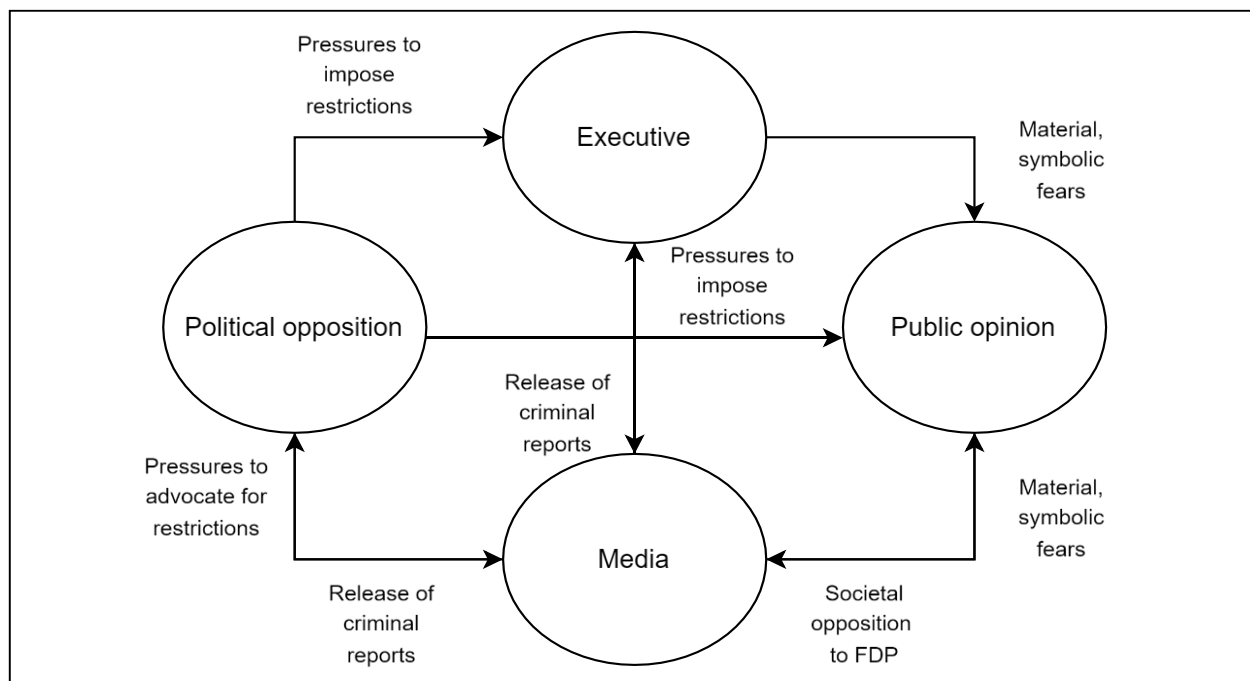 Pressures to
impose
restrictions
Executive
Material,
symbolic
fears
Pressures to
impose
restrictions
Political opposition
Public opinion
Release of
criminal
reports
Pressures to
advocate for
restrictions
Material,
symbolic
fears
Media
Release of
criminal
reports
Societal
opposition
to FDP